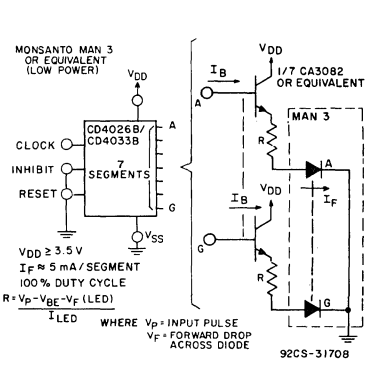 MONSANTO MAN 3
OR EQUIVALENT
(LOW POWER)
VDD
CD4026B/
CD4033B
7
SEGMENTS
A
G
CLOCK
INHIBIT
RESET
VSS
VDD ≥ 3.5 V
IF ≈ 5 mA/SEGMENT
100% DUTY CYCLE
R = VP–VBE–VF (LED)
ILED
WHERE VP = INPUT PULSE
VF = FORWARD DROP
ACROSS DIODE
VDD
IB
1/7 CA3082
OR EQUIVALENT
A
R
MAN 3
A
IF
IB
VDD
G
R
G
92CS-31708